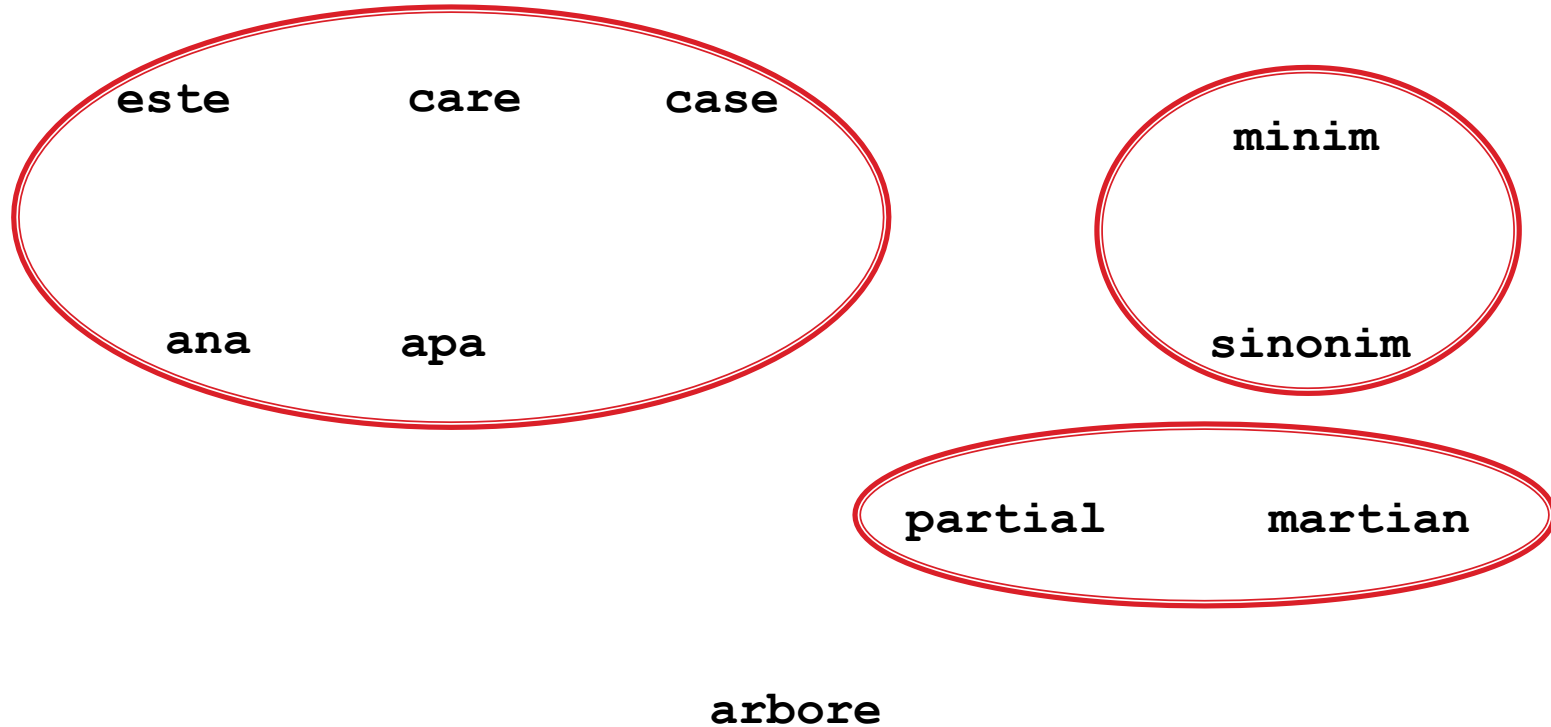 este care case
minim
ana apa
sinonim
partial martian
arbore